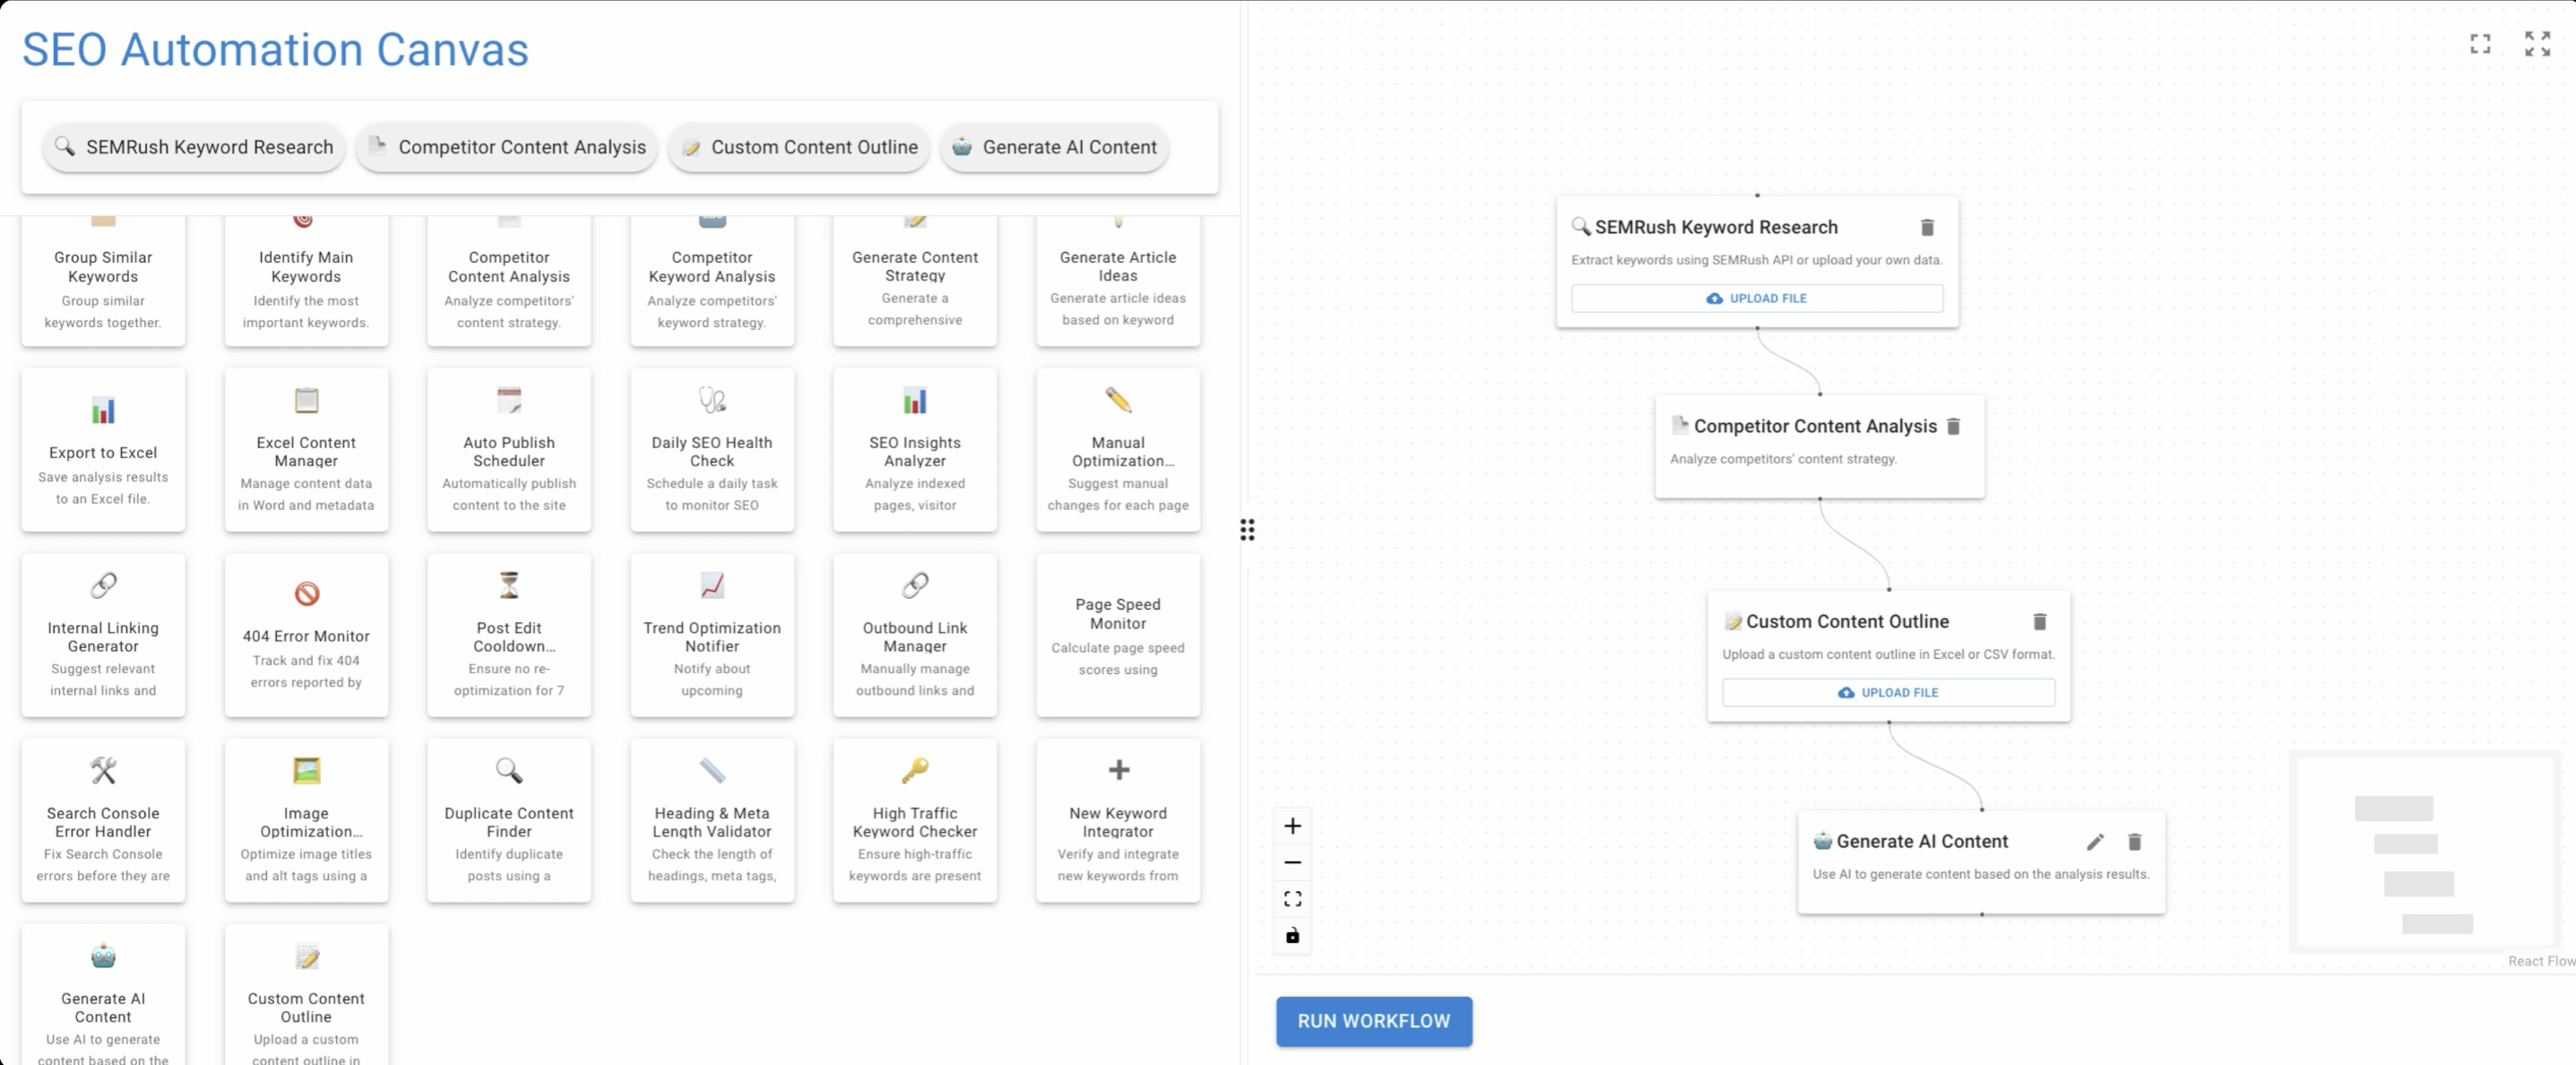 SEO Automation Canvas
SEMRush Keyword Research
Competitor Content Analysis
Custom Content Outline
Generate AI Content
Group Similar
Keywords
Group similar
keywords together.
Identify Main
Keywords
Identify the most
important keywords.
Competitor
Content Analysis
Analyze competitors'
content strategy.
Competitor
Keyword Analysis
Analyze competitors'
keyword strategy.
Generate Content
Strategy
Generate a
comprehensive
Generate Article
Ideas
Generate article ideas
based on keyword
Export to Excel
Save analysis results
to an Excel file.
Excel Content
Manager
Manage content data
in Word and metadata
Auto Publish
Scheduler
Automatically publish
content to the site
Daily SEO Health
Check
Schedule a daily task
to monitor SEO
SEO Insights
Analyzer
Analyze indexed
pages, visitor
Manual
Optimization...
Suggest manual
changes for each page
Internal Linking
Generator
Suggest relevant
internal links and
404 Error Monitor
Track and fix 404
errors reported by
Post Edit
Cooldown...
Ensure no re-
optimization for 7
Trend Optimization
Notifier
Notify about
upcoming
Outbound Link
Manager
Manually manage
outbound links and
Page Speed
Monitor
Calculate page speed
scores using
Search Console
Error Handler
Fix Search Console
errors before they are
Image
Optimization...
Optimize image titles
and alt tags using a
Duplicate Content
Finder
Identify duplicate
posts using a
Heading & Meta
Length Validator
Check the length of
headings, meta tags,
High Traffic
Keyword Checker
Ensure high-traffic
keywords are present
New Keyword
Integrator
Verify and integrate
new keywords from
Generate AI
Content
Use AI to generate
content based on the
Custom Content
Outline
Upload a custom
content outline in
SEMRush Keyword Research
Extract keywords using SEMRush API or upload your own data.
UPLOAD FILE
Competitor Content Analysis
Analyze competitors' content strategy.
Custom Content Outline
Upload a custom content outline in Excel or CSV format.
UPLOAD FILE
Generate AI Content
Use AI to generate content based on the analysis results.
React Flow
RUN WORKFLOW